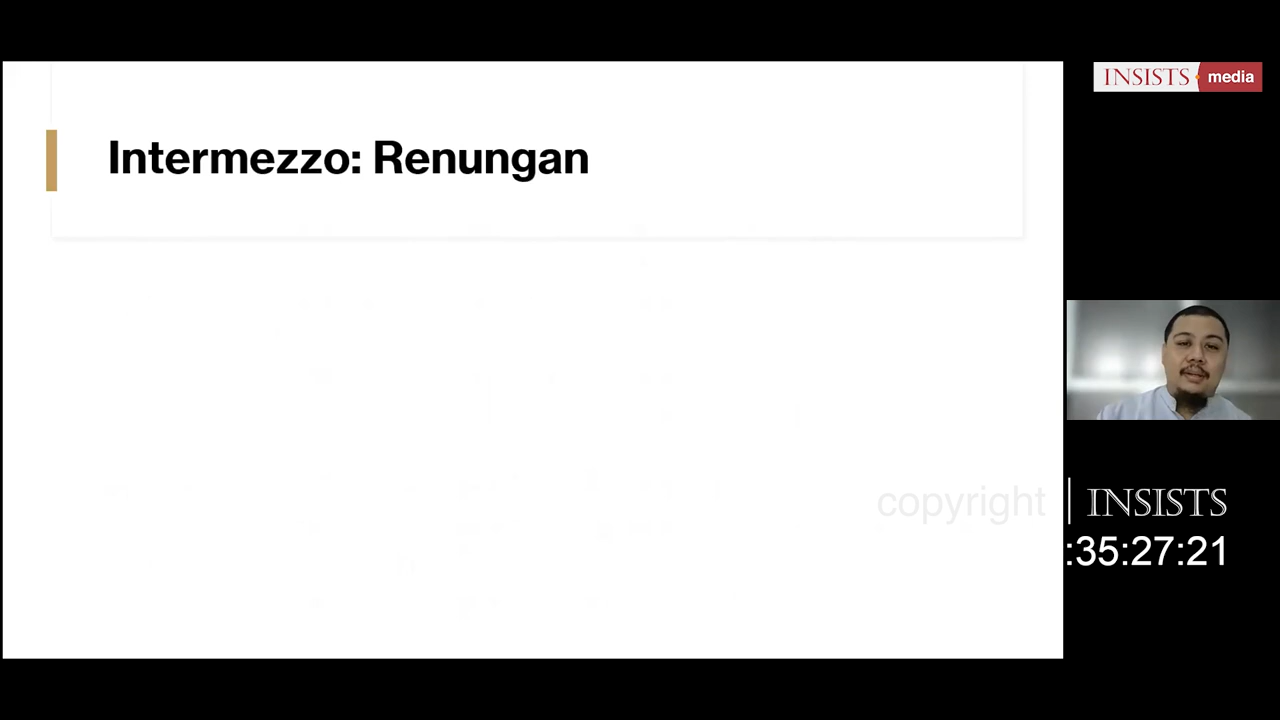 INSISTS media
Intermezzo: Renungan
copyright | INSISTS
:35:27:21